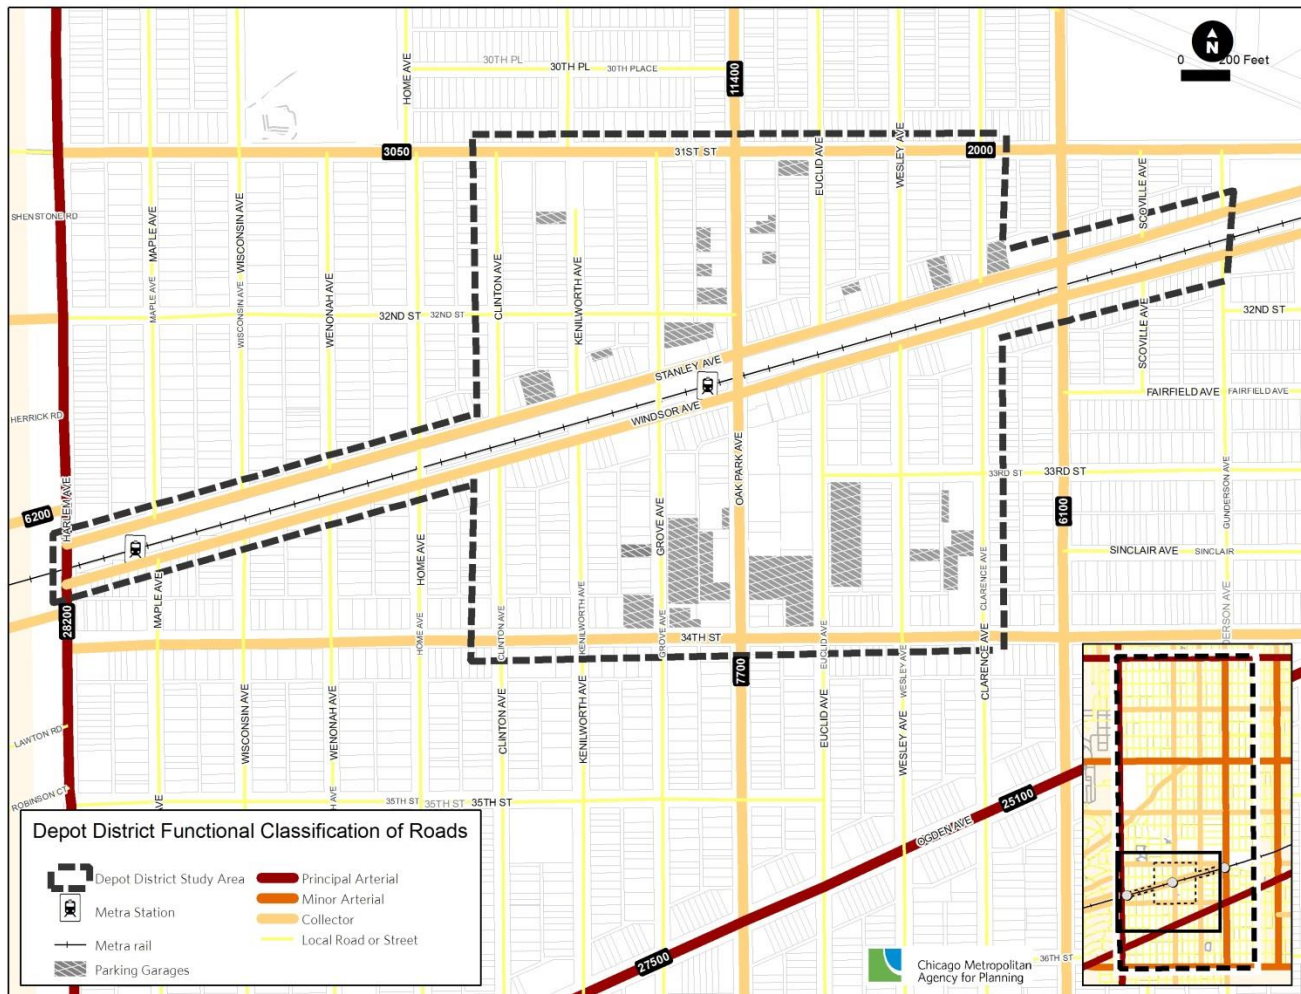 30TH PL
30TH PL
30TH PLACE
HOME AVE
11400
N
0 200 Feet
3050
31ST ST
2000
EUCLID AVE
WESLEY AVE
SCOVILLE AVE
SHENSTONE RD
MAPLE AVE
WISCONSIN AVE
WENONAH AVE
CLINTON AVE
KENILWORTH AVE
MAPLE AVE
WISCONSIN AVE
32ND ST
32ND ST
32ND ST
SCOVILLE AVE
STANLEY AVE
WINDSOR AVE
FAIRFIELD AVE
FAIRFIELD AVE
HERRICK RD
HARLEM AVE
OAK PARK AVE
33RD ST
33RD ST
6200
6100
GUNDERSON AVE
GROVE AVE
HOME AVE
SINCLAIR AVE
SINCLAIR
MAPLE AVE
28200
HOME AVE
CLINTON AVE
KENILWORTH AVE
GROVE AVE
34TH ST
EUCLID AVE
WESLEY AVE
CLARENCE AVE
CLARENCE AVE
DERSON AVE
7700
LAWTON RD
WISCONSIN AVE
WENONAH AVE
CLINTON AVE
KENILWORTH AVE
EUCLID AVE
WESLEY AVE
ROBINSON CT
AVE
H AVE
35TH ST
35TH ST
35TH ST
25100
OGDEN AVE
27500
36TH ST
Depot District Functional Classification of Roads
Depot District Study Area
Metra Station
Metra rail
Parking Garages
Principal Arterial
Minor Arterial
Collector
Local Road or Street
Chicago Metropolitan
Agency for Planning